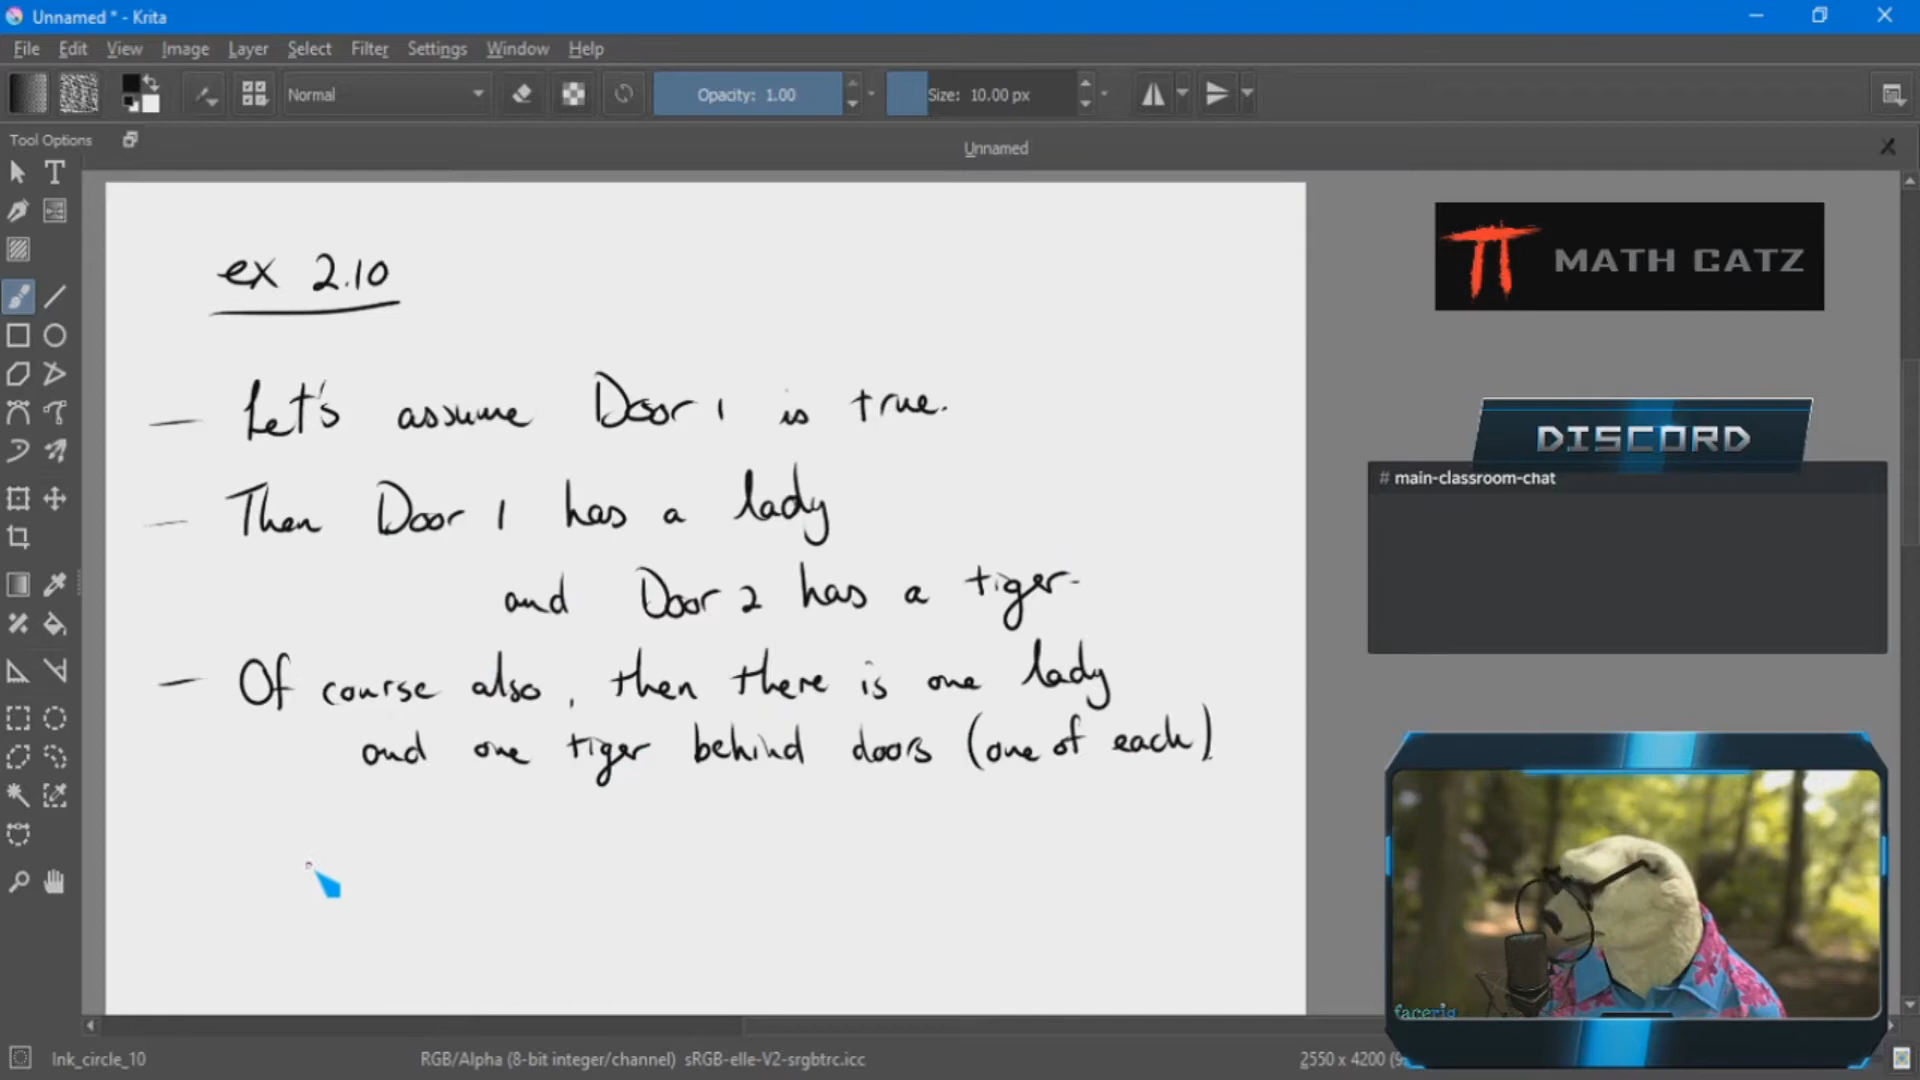 Unnamed * - Krita
File Edit View Image Layer Select Filter Settings Window Help
Normal Opacity: 1.00 Size: 10.00 px
Tool Options
Unnamed
ex 2.10
— Let's assume Door 1 is true.
— Then Door 1 has a lady
and Door 2 has a tiger.
— Of course also, then there is one lady
and one tiger behind doors (one of each).
MATH CATZ
DISCORD
# main-classroom-chat
facerig
Ink_circle_10 RGB/Alpha (8-bit integer/channel) sRGB-elle-V2-srgbtrc.icc 2550 x 4200